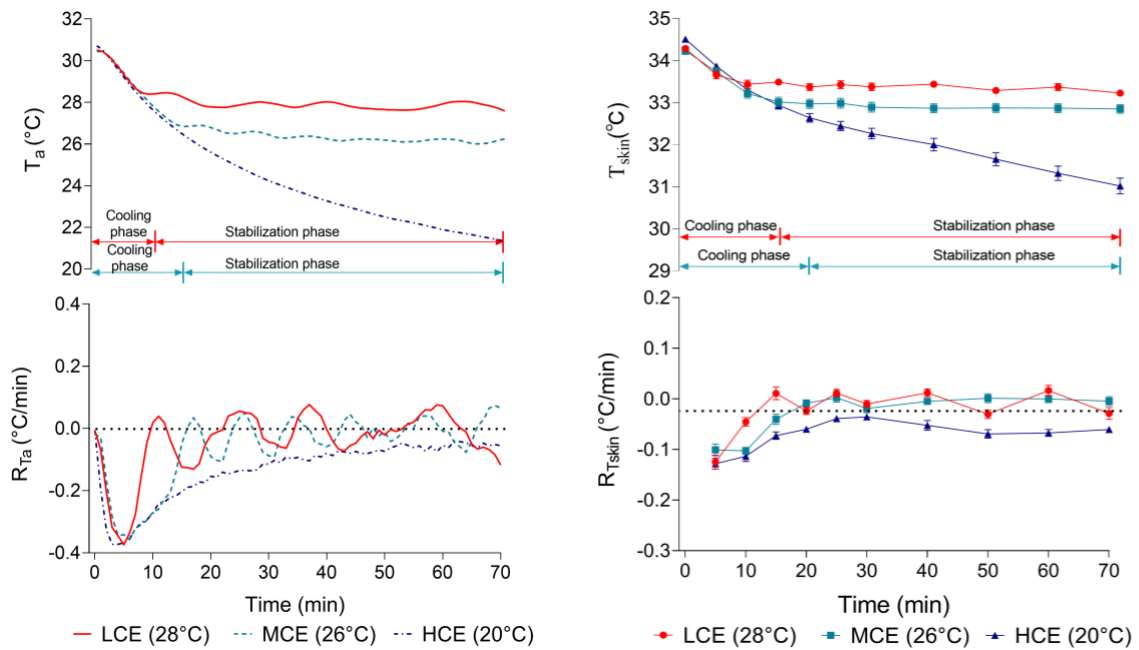 32
30
28
26
24
22
20
Tₐ (°C)
Cooling
phase
Stabilization phase
Cooling
phase
Stabilization phase
0.4
0.2
0.0
-0.2
-0.4
R_Ta (°C/min)
0 10 20 30 40 50 60 70
Time (min)
LCE (28°C) MCE (26°C) HCE (20°C)
35
34
33
32
31
30
29
T_skin(°C)
Cooling phase
Stabilization phase
Cooling phase
Stabilization phase
0.2
0.1
0.0
-0.1
-0.2
-0.3
R_Tskin (°C/min)
0 10 20 30 40 50 60 70
Time (min)
LCE (28°C) MCE (26°C) HCE (20°C)